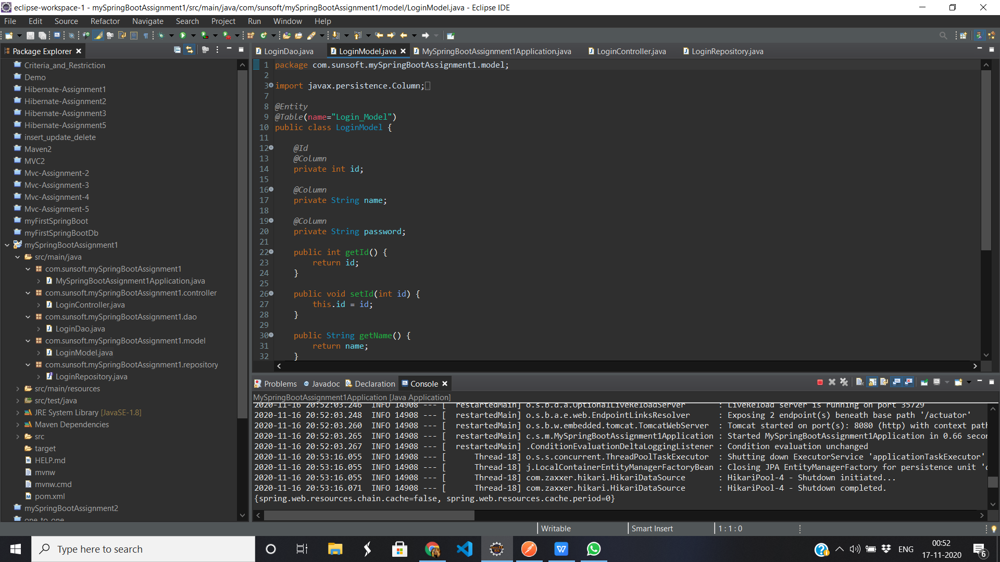 eclipse-workspace-1 - mySpringBootAssignment1/src/main/java/com/sunsoft/mySpringBootAssignment1/model/LoginModel.java - Eclipse IDE
File Edit Source Refactor Navigate Search Project Run Window Help
Package Explorer
Criteria_and_Restriction
Demo
Hibernate-Assignment1
Hibernate-Assignment2
Hibernate-Assignment3
Hibernate-Assignment5
insert_update_delete
Maven2
MVC2
Mvc-Assignment-2
Mvc-Assignment-3
Mvc-Assignment-4
Mvc-Assignment-5
myFirstSpringBoot
myFirstSpringBootDb
mySpringBootAssignment1
src/main/java
com.sunsoft.mySpringBootAssignment1
MySpringBootAssignment1Application.java
com.sunsoft.mySpringBootAssignment1.controller
LoginController.java
com.sunsoft.mySpringBootAssignment1.dao
LoginDao.java
com.sunsoft.mySpringBootAssignment1.model
LoginModel.java
com.sunsoft.mySpringBootAssignment1.repository
LoginRepository.java
src/main/resources
src/test/java
JRE System Library [JavaSE-1.8]
Maven Dependencies
src
target
HELP.md
mvnw
mvnw.cmd
pom.xml
mySpringBootAssignment2
one_to_one
LoginDao.java LoginModel.java MySpringBootAssignment1Application.java LoginController.java LoginRepository.java
1 package com.sunsoft.mySpringBootAssignment1.model;
2
3 import javax.persistence.Column;
7
8 @Entity
9 @Table(name="Login_Model")
10 public class LoginModel {
11
12 @Id
13 @Column
14 private int id;
15
16 @Column
17 private String name;
18
19 @Column
20 private String password;
21
22 public int getId() {
23 return id;
24 }
25
26 public void setId(int id) {
27 this.id = id;
28 }
29
30 public String getName() {
31 return name;
32 }
Problems Javadoc Declaration Console
MySpringBootAssignment1Application [Java Application]
2020-11-16 20:52:03.246 INFO 14908 --- [ restartedMain] o.s.b.d.a.OptionalLiveReloadServer : LiveReload server is running on port 35729
2020-11-16 20:52:03.248 INFO 14908 --- [ restartedMain] o.s.b.a.e.web.EndpointLinksResolver : Exposing 2 endpoint(s) beneath base path '/actuator'
2020-11-16 20:52:03.260 INFO 14908 --- [ restartedMain] o.s.b.w.embedded.tomcat.TomcatWebServer : Tomcat started on port(s): 8080 (http) with context path
2020-11-16 20:52:03.265 INFO 14908 --- [ restartedMain] c.s.m.MySpringBootAssignment1Application : Started MySpringBootAssignment1Application in 0.66 secon
2020-11-16 20:52:03.267 INFO 14908 --- [ restartedMain] .ConditionEvaluationDeltaLoggingListener : Condition evaluation unchanged
2020-11-16 20:53:16.055 INFO 14908 --- [ Thread-18] o.s.s.concurrent.ThreadPoolTaskExecutor : Shutting down ExecutorService 'applicationTaskExecutor'
2020-11-16 20:53:16.055 INFO 14908 --- [ Thread-18] j.LocalContainerEntityManagerFactoryBean : Closing JPA EntityManagerFactory for persistence unit 'd
2020-11-16 20:53:16.055 INFO 14908 --- [ Thread-18] com.zaxxer.hikari.HikariDataSource : HikariPool-4 - Shutdown initiated...
2020-11-16 20:53:16.071 INFO 14908 --- [ Thread-18] com.zaxxer.hikari.HikariDataSource : HikariPool-4 - Shutdown completed.
{spring.web.resources.chain.cache=false, spring.web.resources.cache.period=0}
Writable Smart Insert 1 : 1 : 0
Type here to search
ENG
00:52
17-11-2020
6